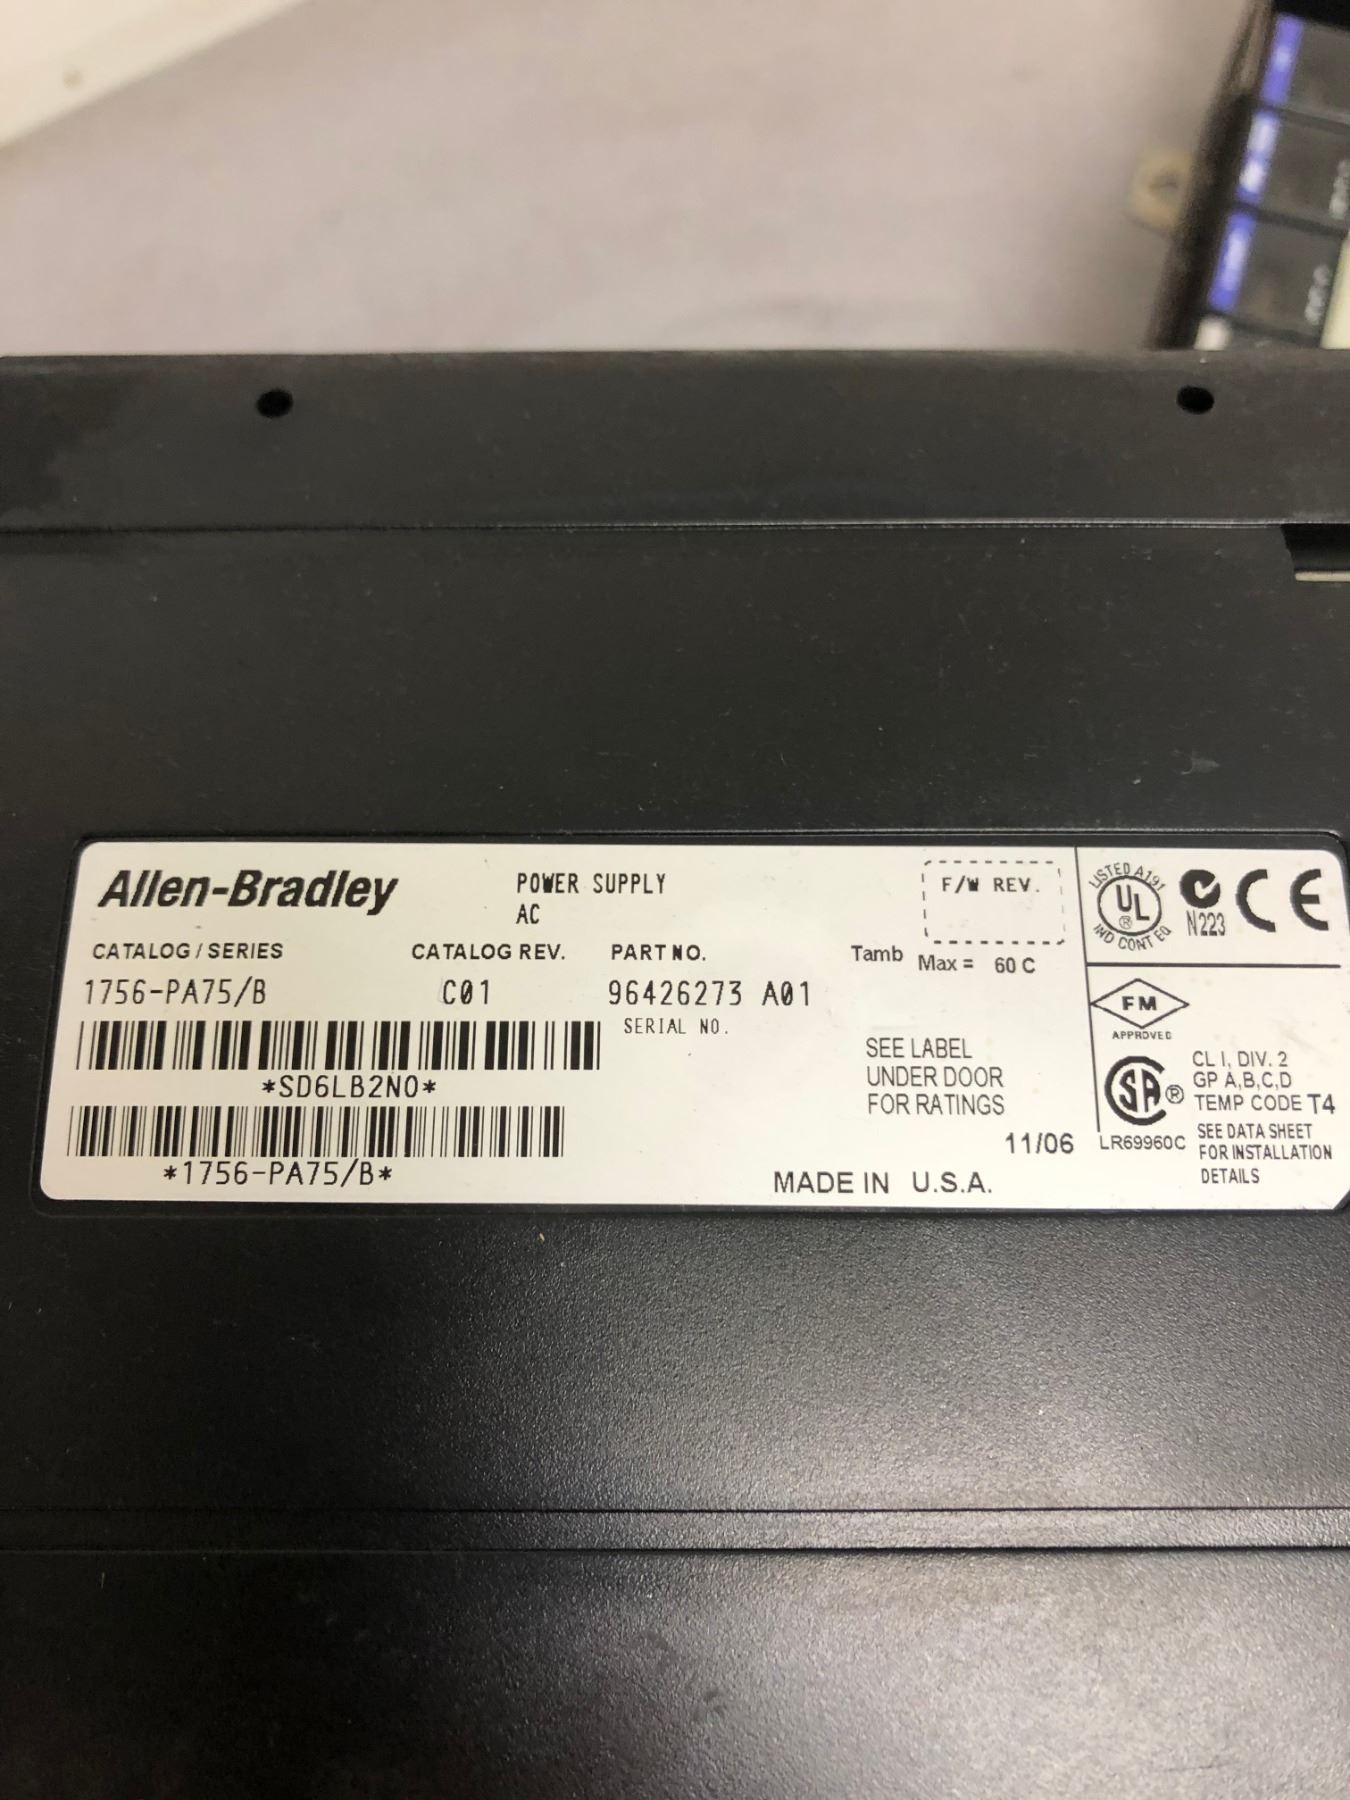 Allen-Bradley
POWER SUPPLY
AC
F/W REV.
CATALOG / SERIES
CATALOG REV.
PART NO.
Tamb Max = 60 C
1756-PA75/B
C01
96426273 A01
SERIAL NO.
*SD6LB2N0*
*1756-PA75/B*
SEE LABEL
UNDER DOOR
FOR RATINGS
11/06
MADE IN U.S.A.
LISTED A191
UL
®
IND CONT EQ
N223
CE
FM
APPROVED
SA®
LR69960C
CL I, DIV. 2
GP A,B,C,D
TEMP CODE T4
SEE DATA SHEET
FOR INSTALLATION
DETAILS